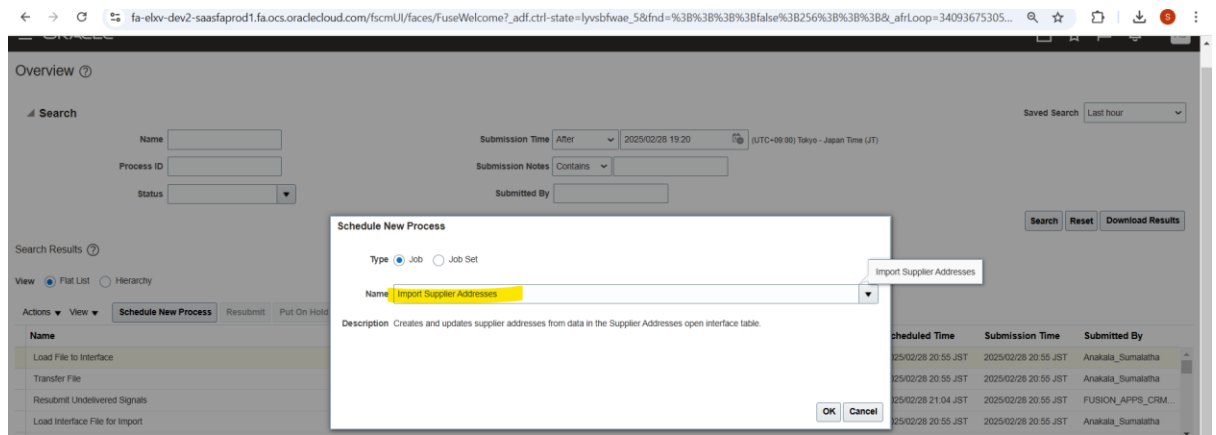 fa-elxv-dev2-saasfaprod1.fa.ocs.oraclecloud.com/fscmUI/faces/FuseWelcome?_adf.ctrl-state=lyvsbfwae_5&fnd=%3B%3B%3B%3Bfalse%3B256%3B%3B%3B&_afrLoop=34093675305... S
Overview
Search Saved Search Last hour
Name Submission Time After 2025/02/28 19:20 (UTC+09:00) Tokyo - Japan Time (JT)
Process ID Submission Notes Contains
Status Submitted By
Search Reset Download Results
Schedule New Process
Search Results
Type Job Job Set
View Flat List Hierarchy
Import Supplier Addresses
Name Import Supplier Addresses
Actions View Schedule New Process Resubmit Put On Hold
Description Creates and updates supplier addresses from data in the Supplier Addresses open interface table.
Name cheduled Time Submission Time Submitted By
Load File to Interface 025/02/28 20:55 JST 2025/02/28 20:55 JST Anakala_Sumalatha
Transfer File 025/02/28 20:55 JST 2025/02/28 20:55 JST Anakala_Sumalatha
Resubmit Undelivered Signals 025/02/28 21:04 JST 2025/02/28 20:55 JST FUSION_APPS_CRM...
OK Cancel
Load Interface File for Import 025/02/28 20:55 JST 2025/02/28 20:55 JST Anakala_Sumalatha